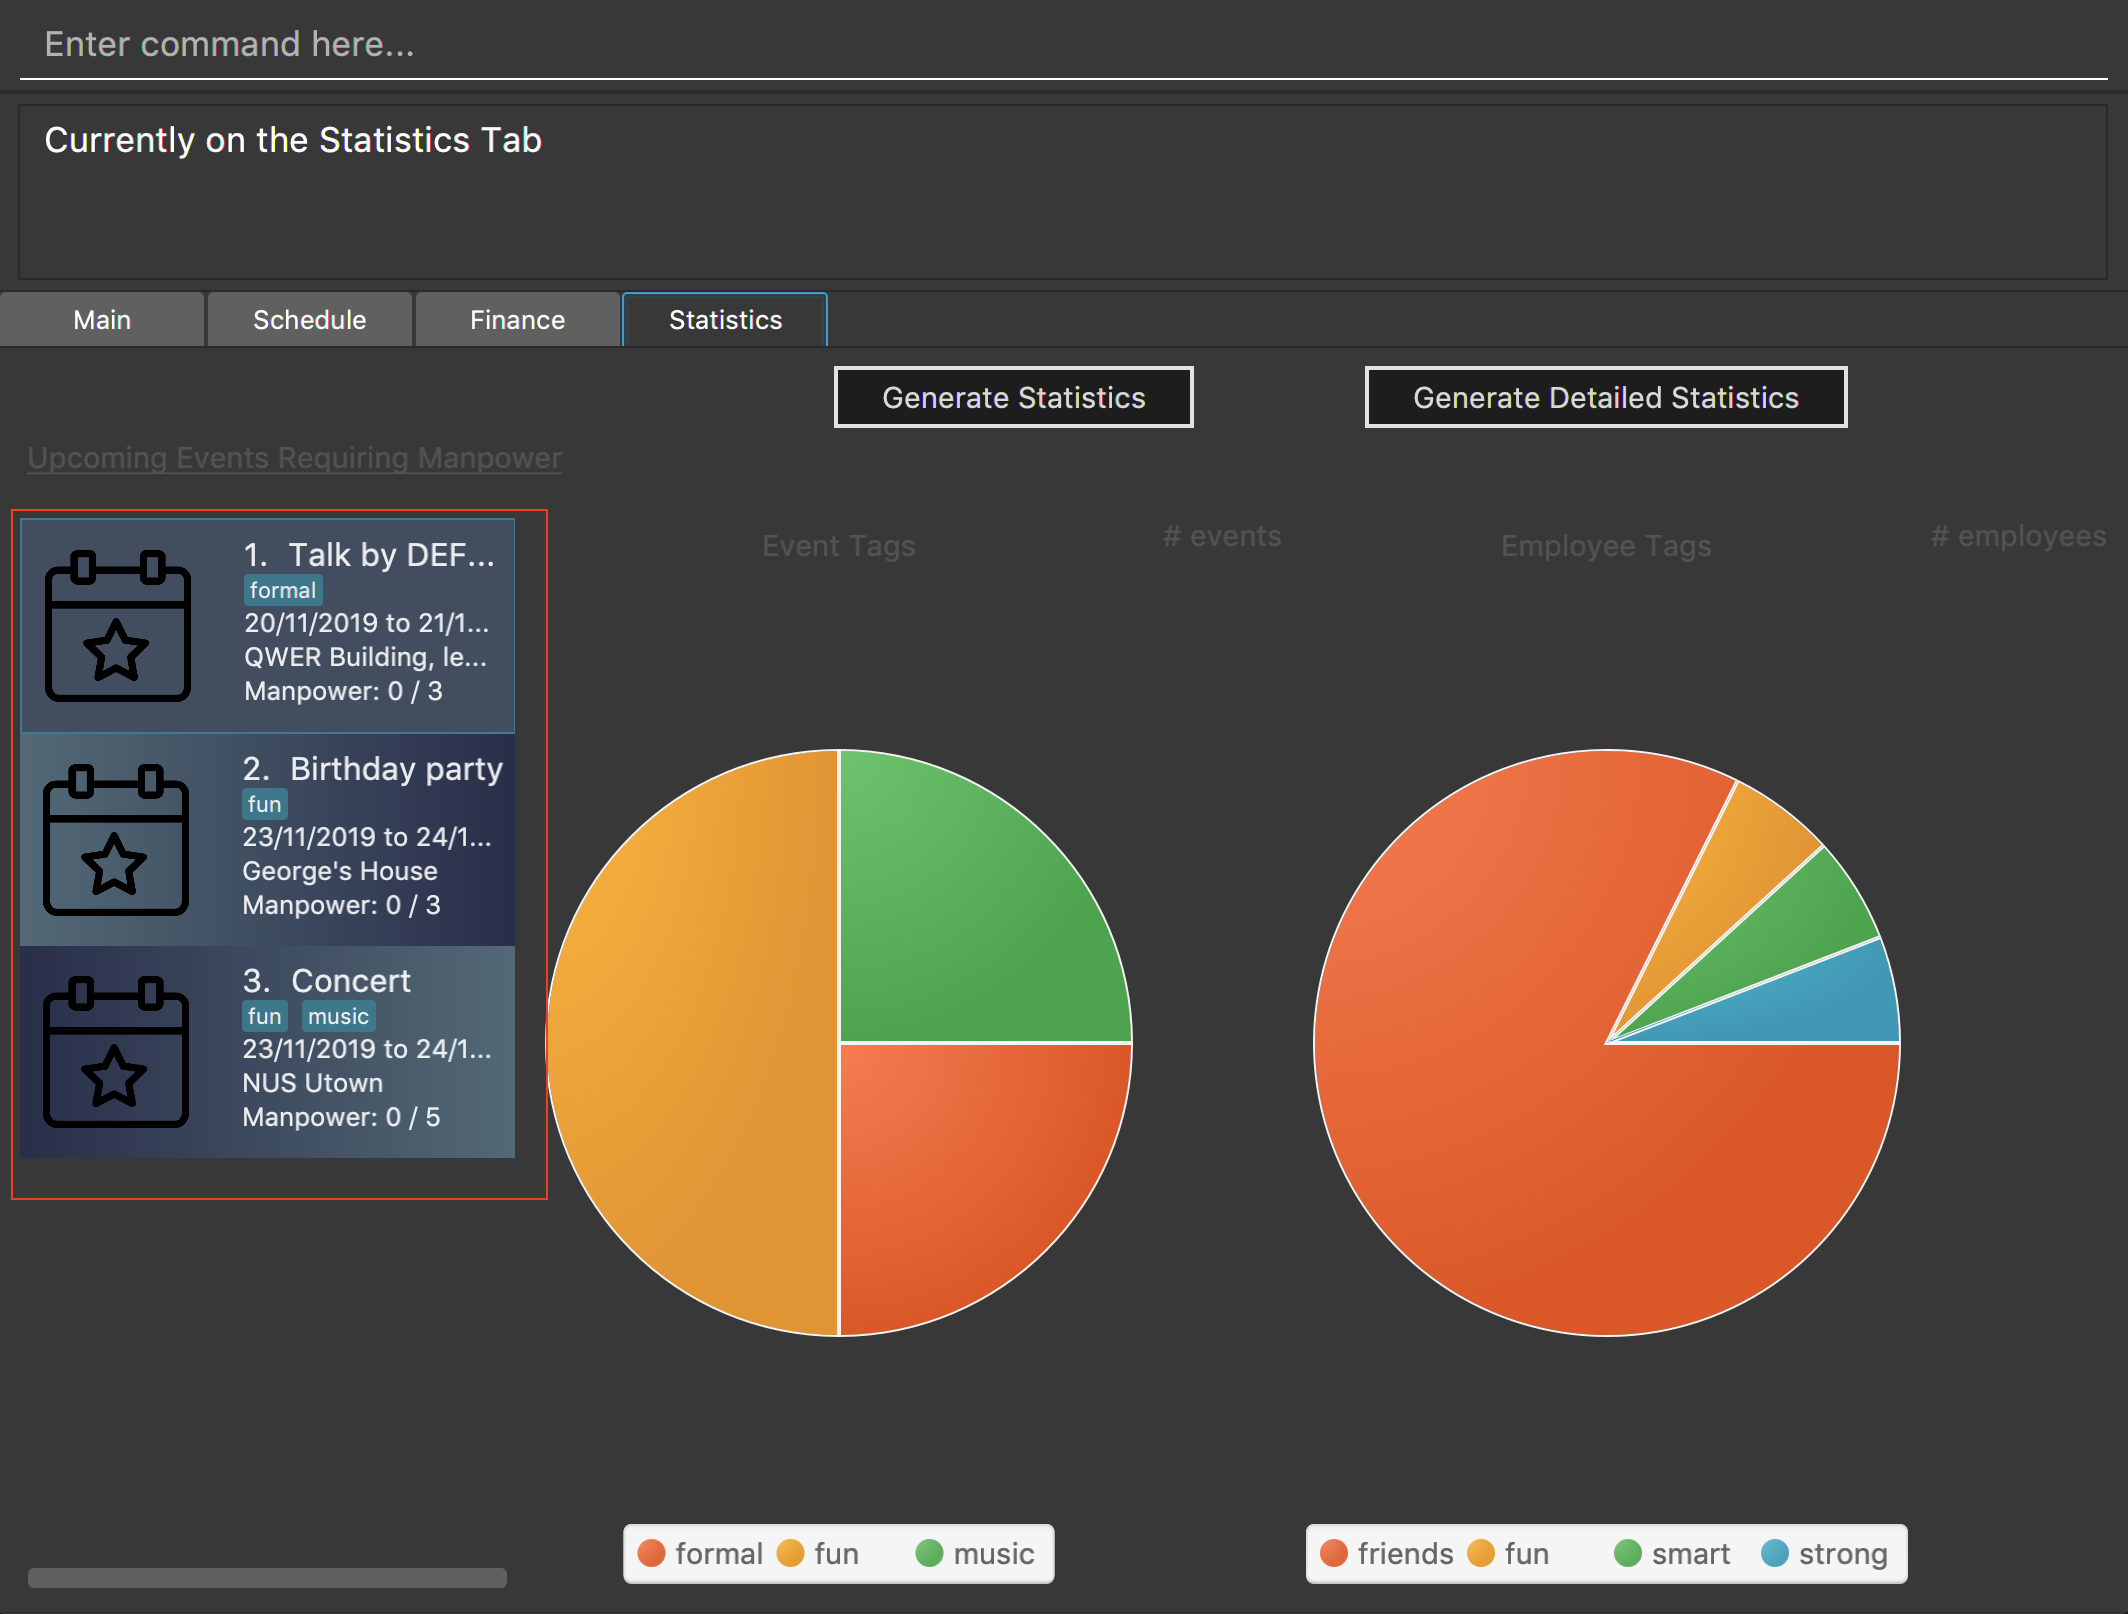 Enter command here...
Currently on the Statistics Tab
Main
Schedule
Finance
Statistics
Generate Statistics
Generate Detailed Statistics
Upcoming Events Requiring Manpower
1. Talk by DEF...
formal
20/11/2019 to 21/1...
QWER Building, le...
Manpower: 0 / 3
2. Birthday party
fun
23/11/2019 to 24/1...
George's House
Manpower: 0 / 3
3. Concert
fun music
23/11/2019 to 24/1...
NUS Utown
Manpower: 0 / 5
Event Tags
# events
formal fun music
Employee Tags
# employees
friends fun smart strong